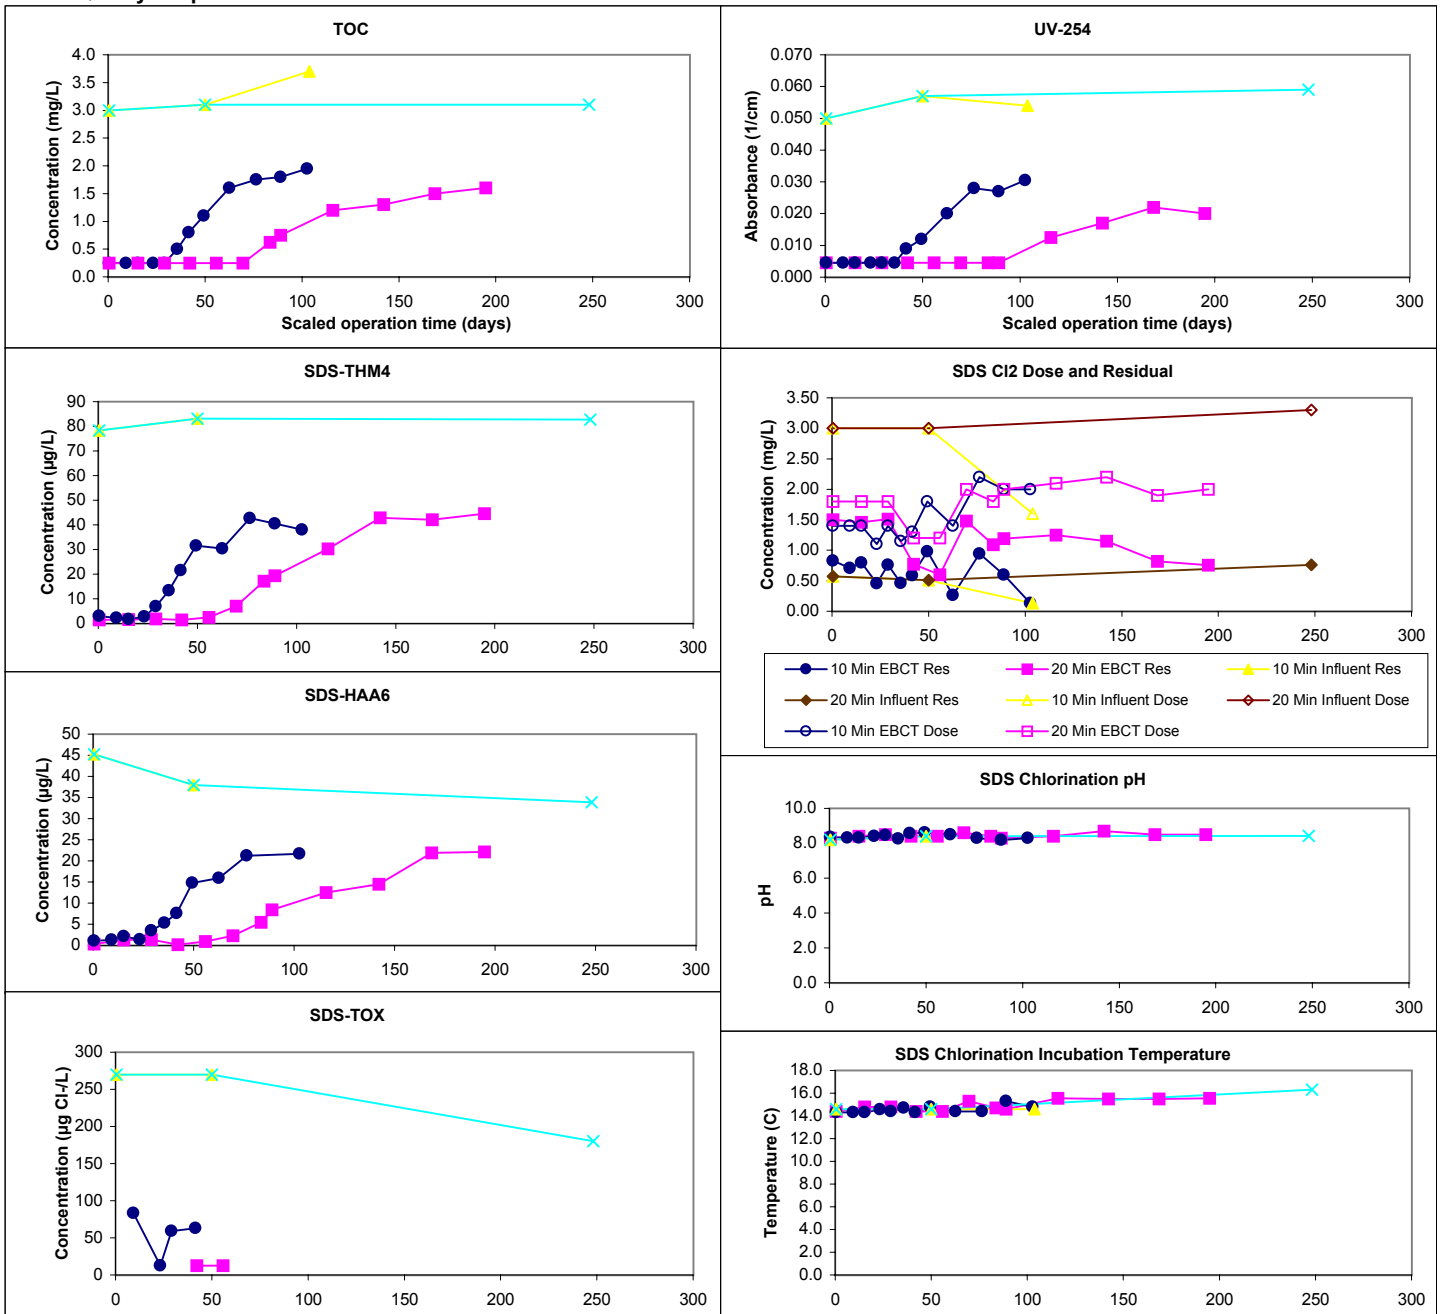 TOC
Concentration (mg/L)
4.0
3.5
3.0
2.5
2.0
1.5
1.0
0.5
0.0
0 50 100 150 200 250 300
Scaled operation time (days)
UV-254
Absorbance (1/cm)
0.070
0.060
0.050
0.040
0.030
0.020
0.010
0.000
0 50 100 150 200 250 300
Scaled operation time (days)
SDS-THM4
Concentration (µg/L)
90
80
70
60
50
40
30
20
10
0
0 50 100 150 200 250 300
SDS Cl2 Dose and Residual
Concentration (mg/L)
3.50
3.00
2.50
2.00
1.50
1.00
0.50
0.00
0 50 100 150 200 250 300
10 Min EBCT Res 20 Min EBCT Res 10 Min Influent Res
20 Min Influent Res 10 Min Influent Dose 20 Min Influent Dose
10 Min EBCT Dose 20 Min EBCT Dose
SDS-HAA6
Concentration (µg/L)
50
45
40
35
30
25
20
15
10
5
0
0 50 100 150 200 250 300
SDS Chlorination pH
pH
10.0
8.0
6.0
4.0
2.0
0.0
0 50 100 150 200 250 300
SDS-TOX
Concentration (µg Cl-/L)
300
250
200
150
100
50
0
0 50 100 150 200 250 300
SDS Chlorination Incubation Temperature
Temperature (C)
18.0
16.0
14.0
12.0
10.0
8.0
6.0
4.0
2.0
0.0
0 50 100 150 200 250 300